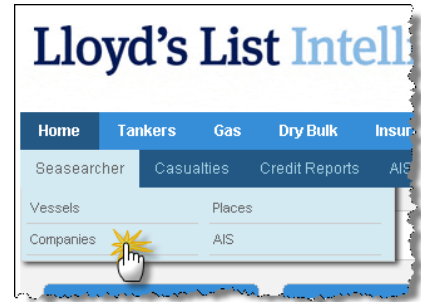 Lloyd's List Intell
Home Tankers Gas Dry Bulk Insur
Seasearcher Casualties Credit Reports AIS
Vessels Places
Companies AIS